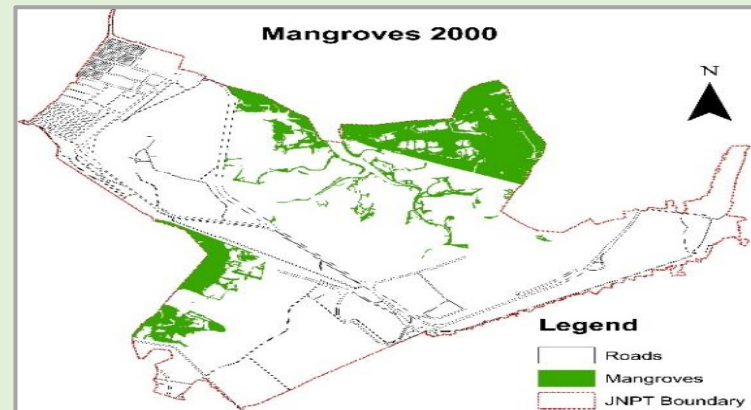 Mangroves 2000
N
Legend
Roads
Mangroves
JNPT Boundary